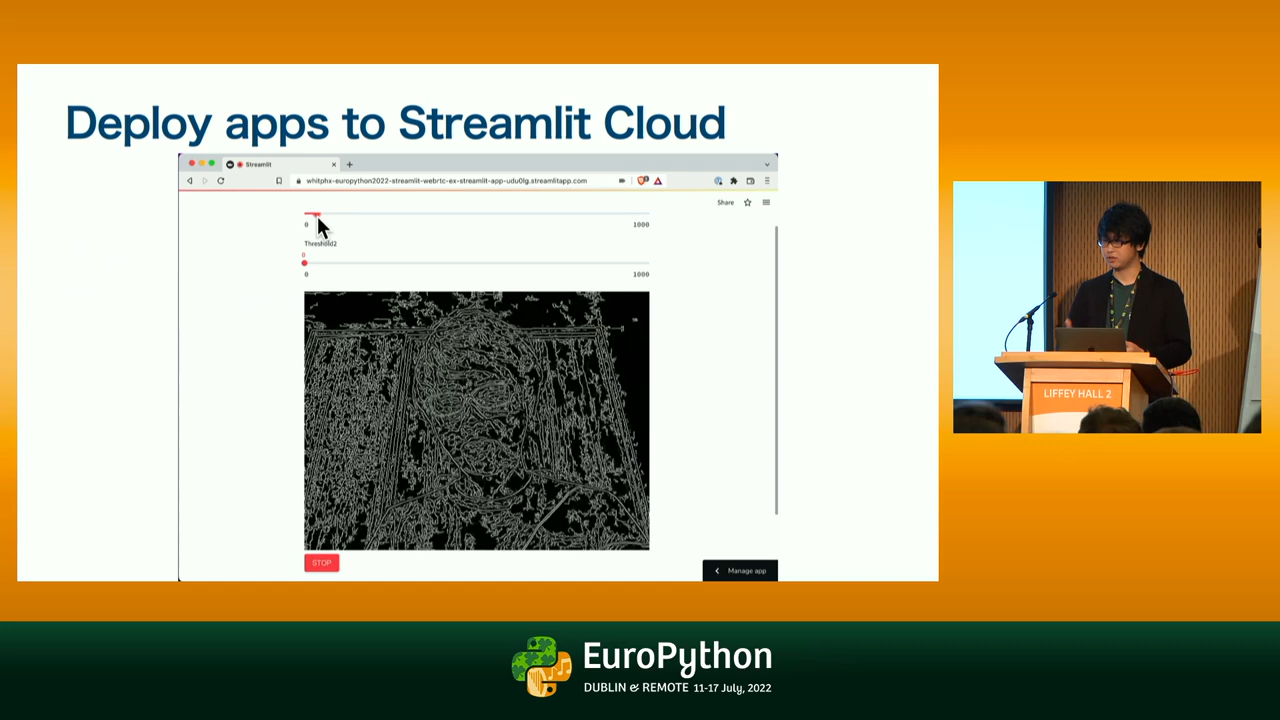 Deploy apps to Streamlit Cloud
Streamlit
whitphx-europython2022-streamlit-webrtc-ex-streamlit-app-udu0lg.streamlitapp.com
Share
0
1000
Threshold2
0
0
1000
STOP
Manage app
LIFFEY HALL 2
EuroPython
DUBLIN & REMOTE 11-17 July, 2022